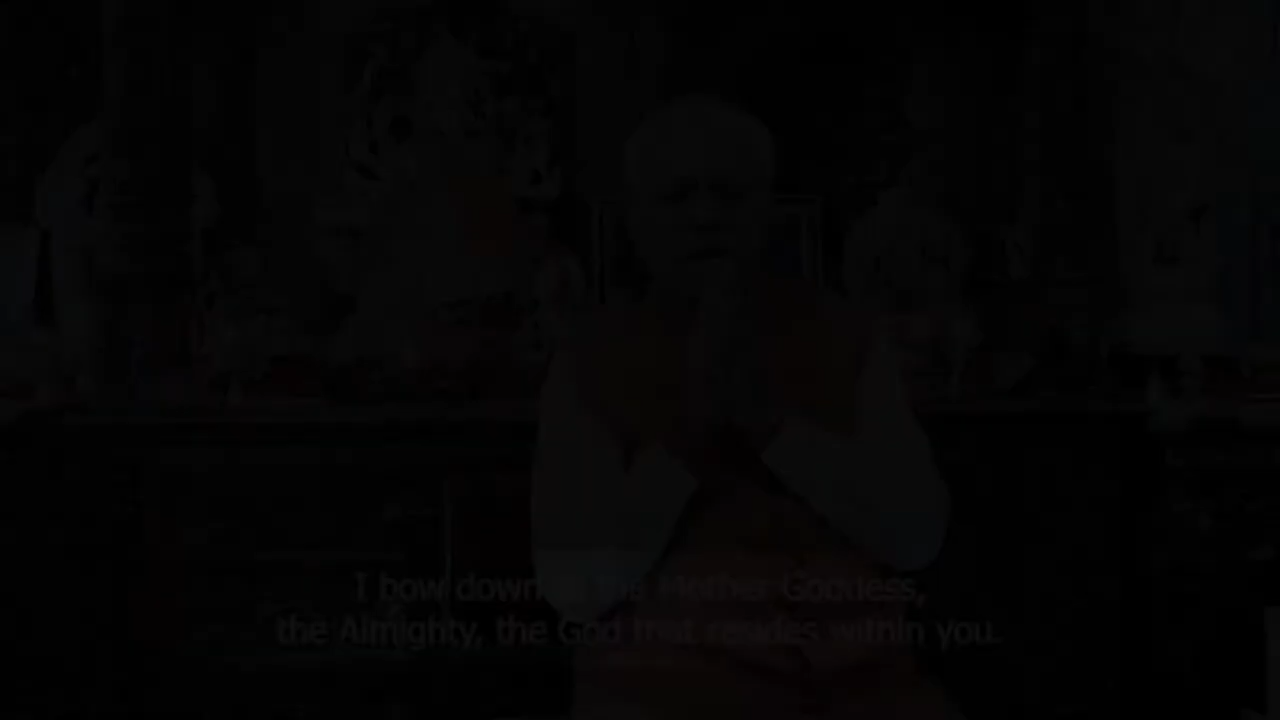 I bow down to the Mother Goddess,
the Almighty, the God that resides within you.